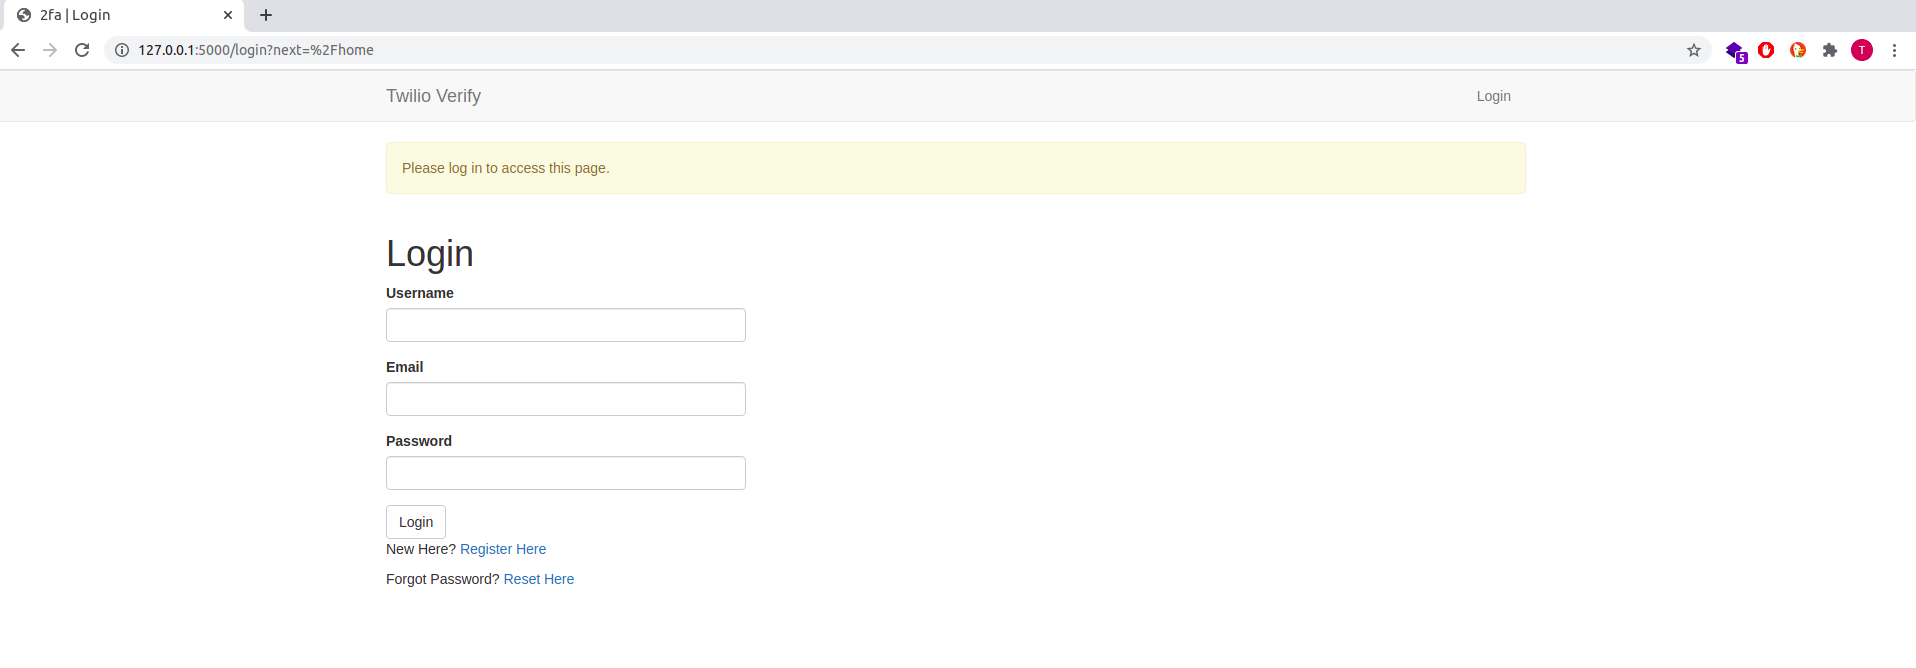 2fa | Login
127.0.0.1:5000/login?next=%2Fhome
5
T
Twilio Verify
Login
Please log in to access this page.
Login
Username
Email
Password
Login
New Here? Register Here
Forgot Password? Reset Here